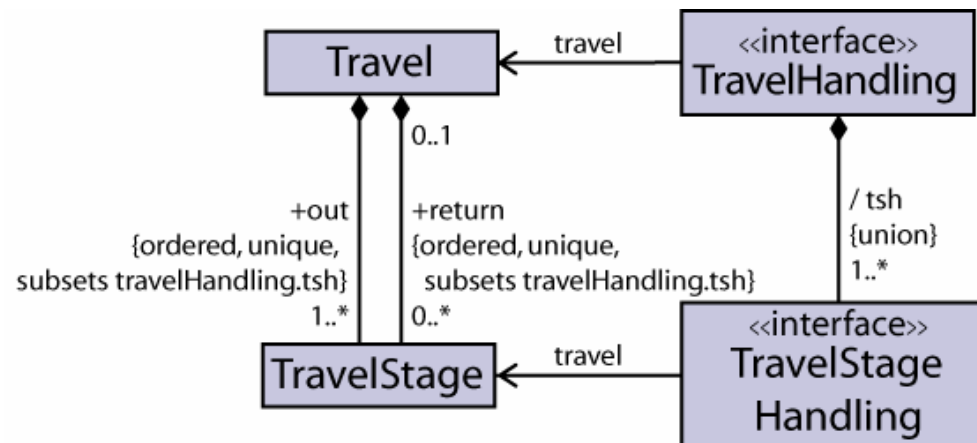 Travel
travel
<<interface>>
TravelHandling
0..1
+out
{ordered, unique,
subsets travelHandling.tsh}
1..*
+return
{ordered, unique,
subsets travelHandling.tsh}
0..*
/ tsh
{union}
1..*
TravelStage
travel
<<interface>>
TravelStage
Handling